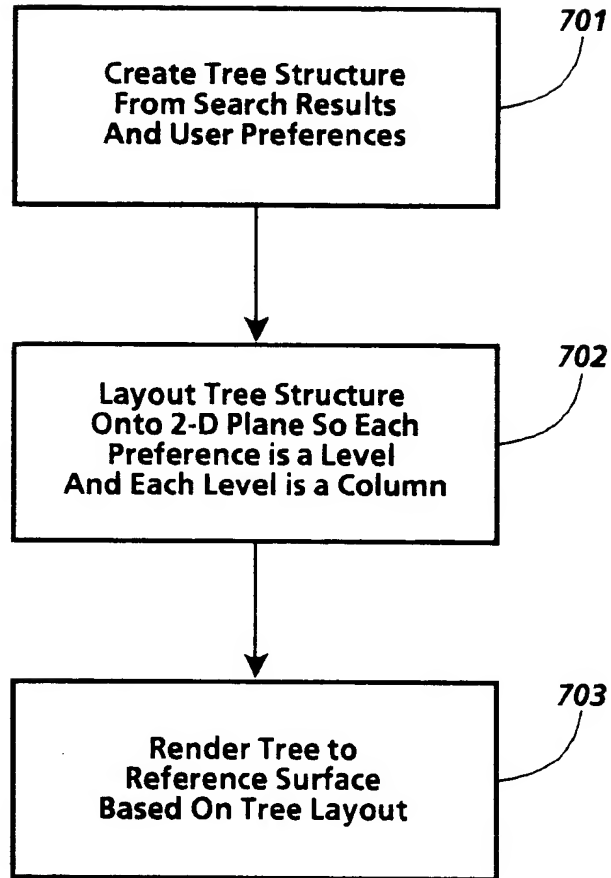 701
Create Tree Structure
From Search Results
And User Preferences
702
Layout Tree Structure
Onto 2-D Plane So Each
Preference is a Level
And Each Level is a Column
703
Render Tree to
Reference Surface
Based On Tree Layout